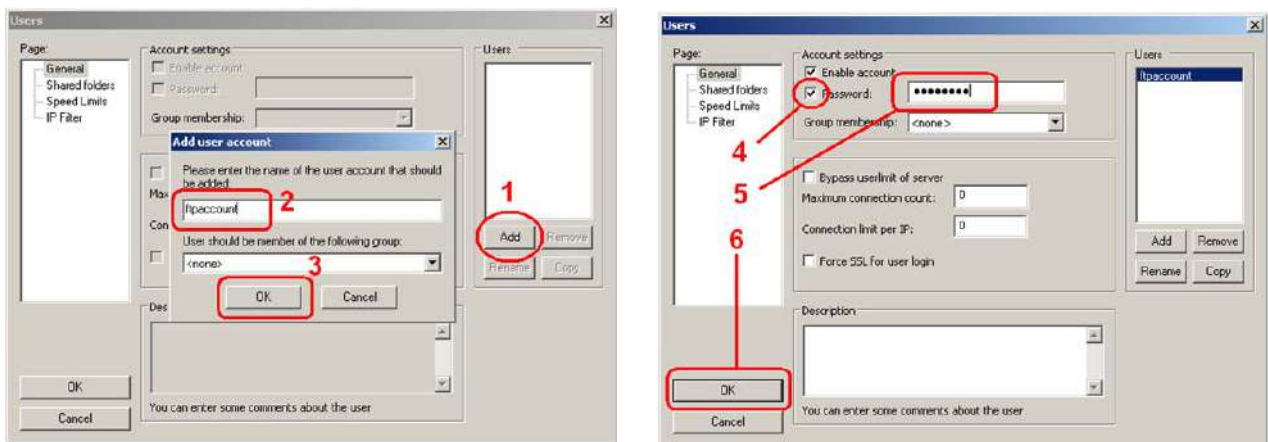 Users
Page:
General
Shared folders
Speed Limits
IP Filter
Account settings
Enable account
Password:
Group membership:
Users
Add user account
Please enter the name of the user account that should
be added:
ftpaccount
User should be member of the following group:
<none>
OK
Cancel
Max
Con
Des
1
2
3
Add
Remove
Rename
Copy
You can enter some comments about the user
OK
Cancel
Users
Page:
General
Shared folders
Speed Limits
IP Filter
Account settings
Enable account
Password:
Group membership:
<none>
4
5
6
Bypass userlimit of server
Maximum connection count:
0
Connection limit per IP:
0
Force SSL for user login
Description
You can enter some comments about the user
Users
ftpaccount
Add
Remove
Rename
Copy
OK
Cancel